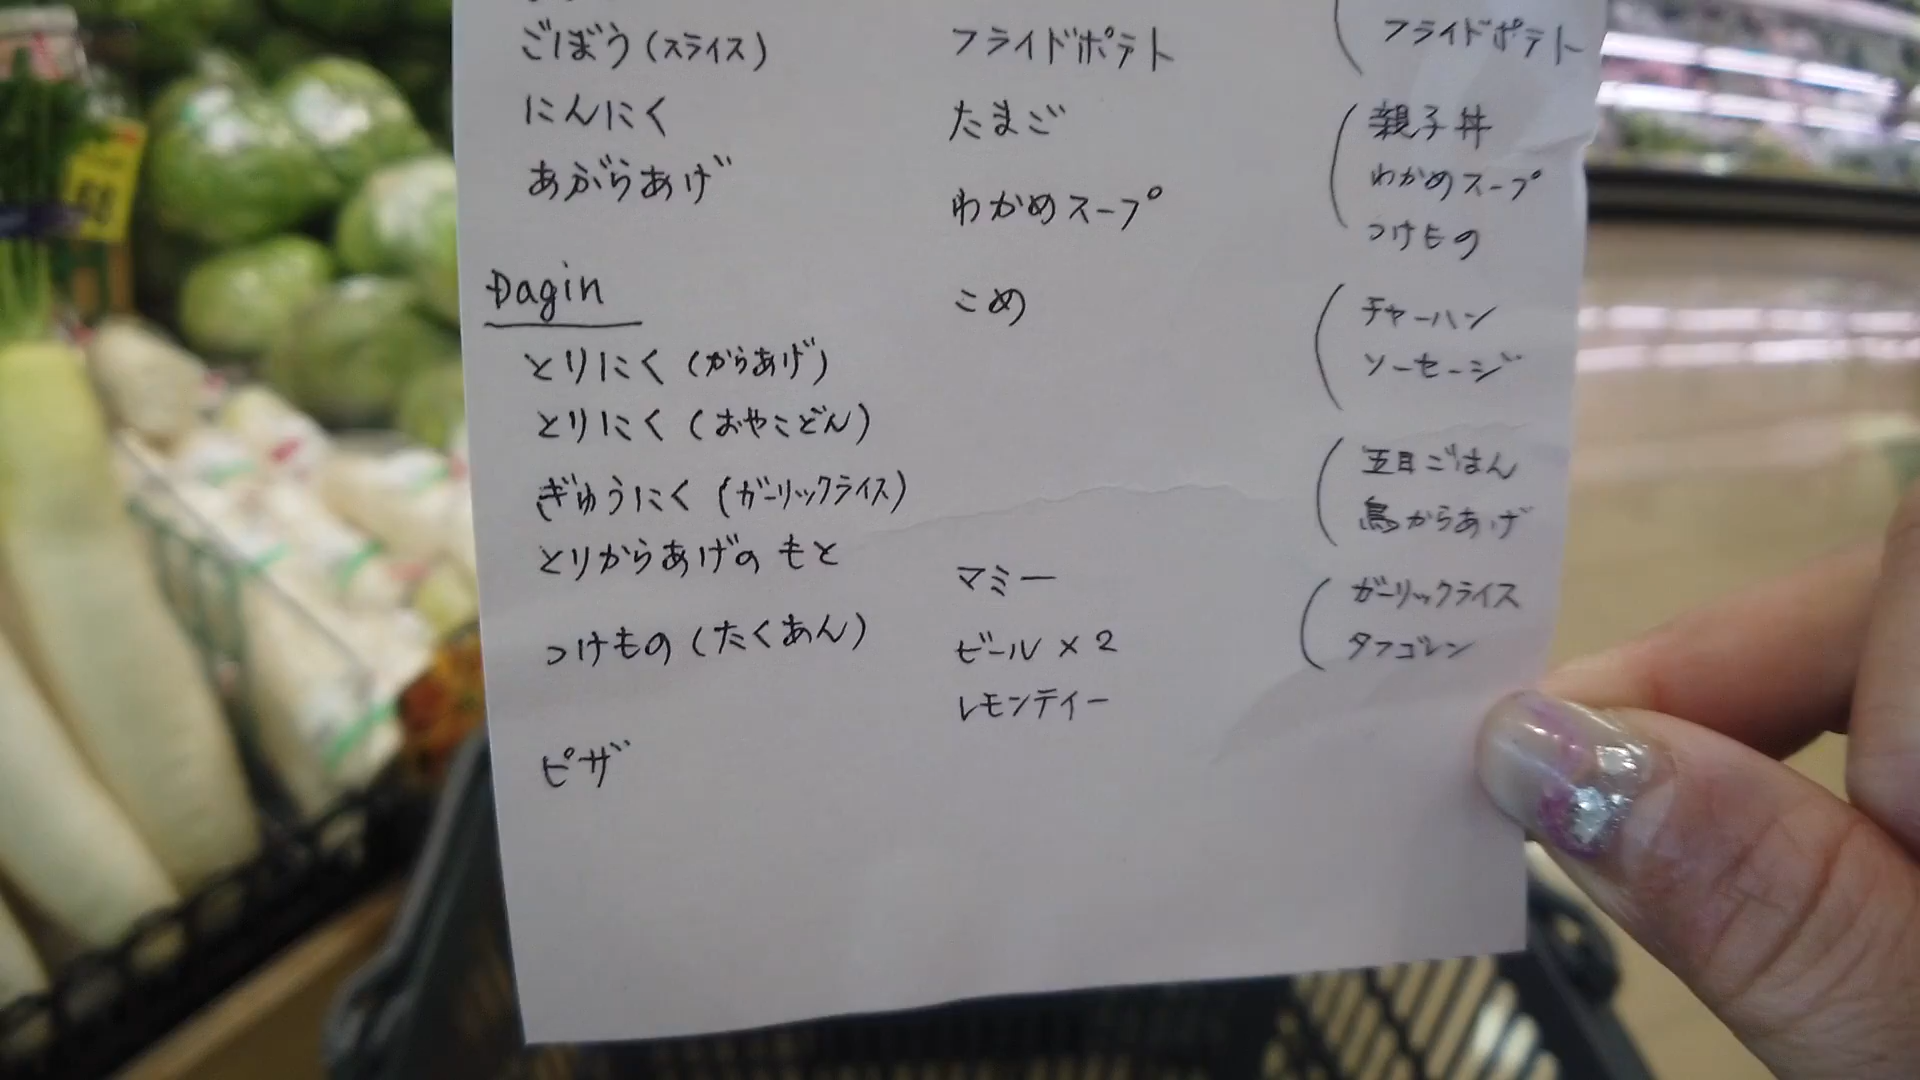 ごぼう(スライス)
にんにく
あぶらあげ
Dagin
とりにく(からあげ)
とりにく(おやこどん)
ぎゅうにく(ガーリックライス)
とりからあげのもと
つけもの(たくあん)
ピザ
フライドポテト
たまご
わかめスープ
こめ
マミー
ビール×2
レモンティー
フライドポテト
親子丼
わかめスープ
つけもの
チャーハン
ソーセージ
五目ごはん
鳥からあげ
ガーリックライス
タフゴレン